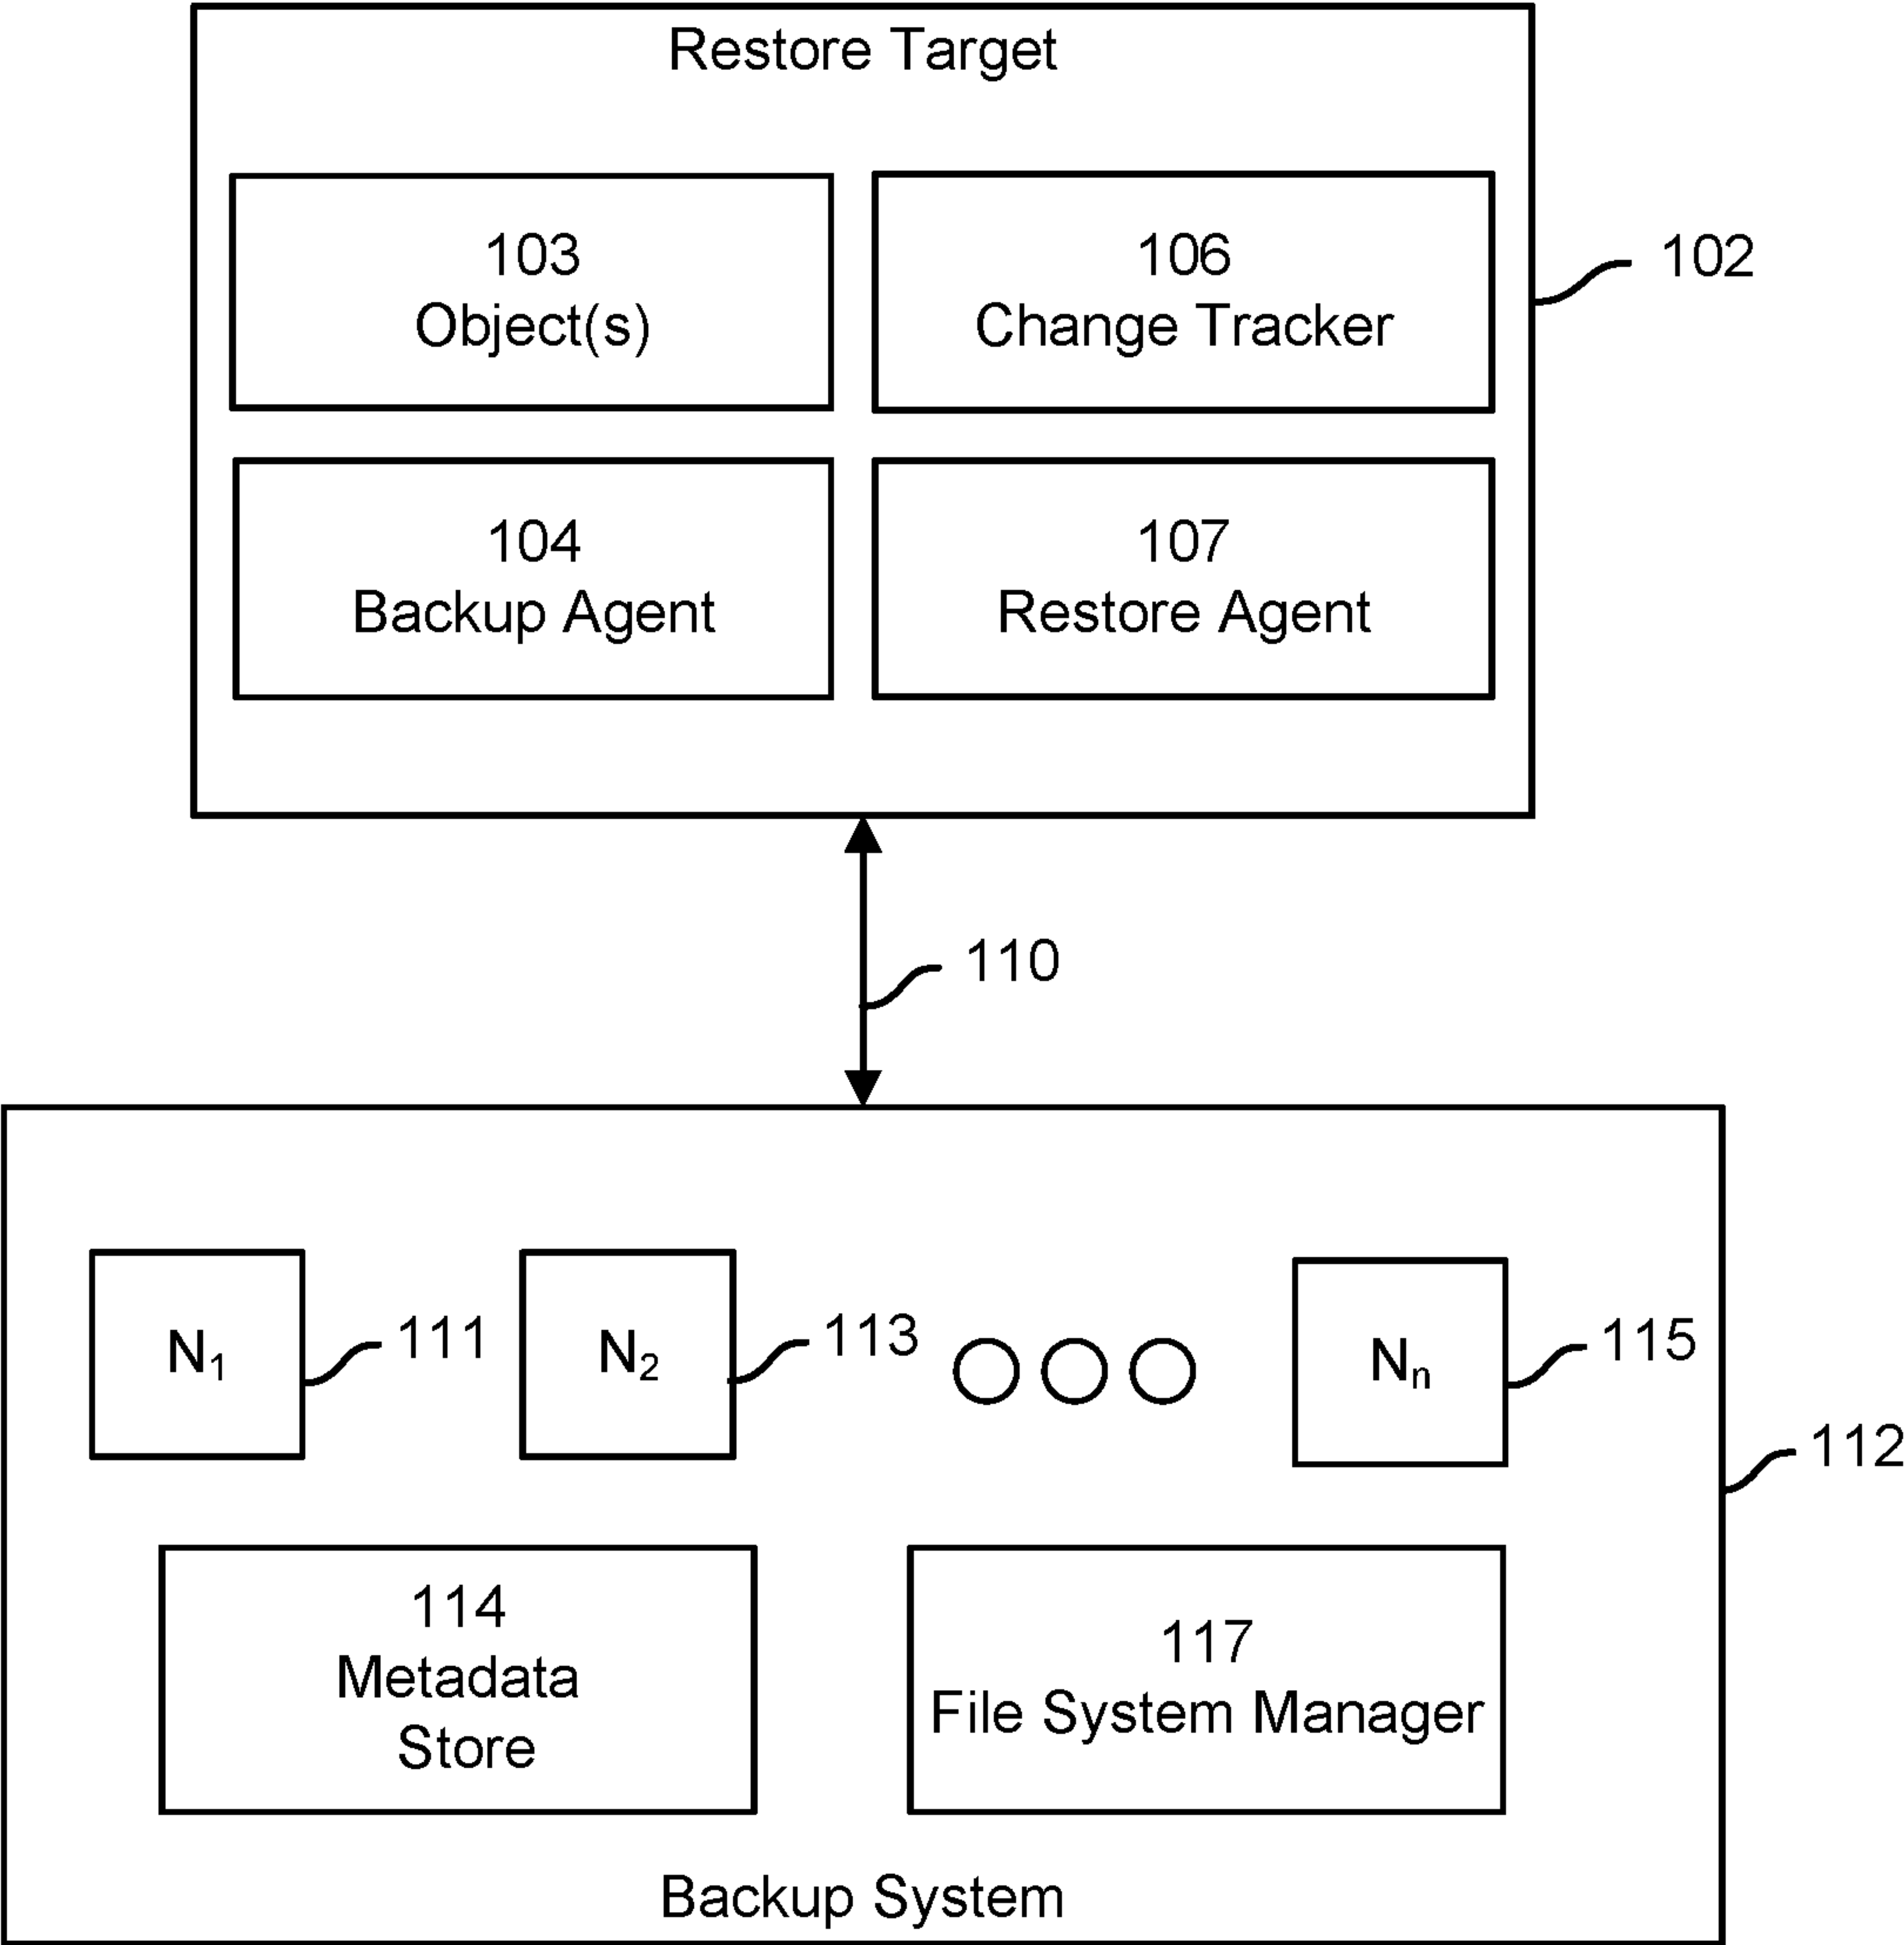 Restore Target
103
Object(s)
106
Change Tracker
102
104
Backup Agent
107
Restore Agent
110
N1
111
N2
113
Nn
115
112
114
Metadata
Store
117
File System Manager
Backup System